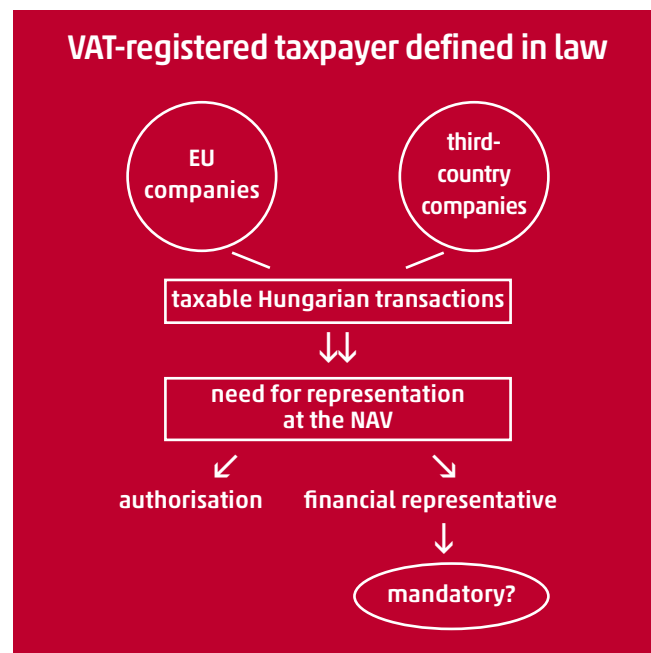 VAT-registered taxpayer defined in law
EU
companies
third-
country
companies
taxable Hungarian transactions
need for representation
at the NAV
authorisation
financial representative
mandatory?